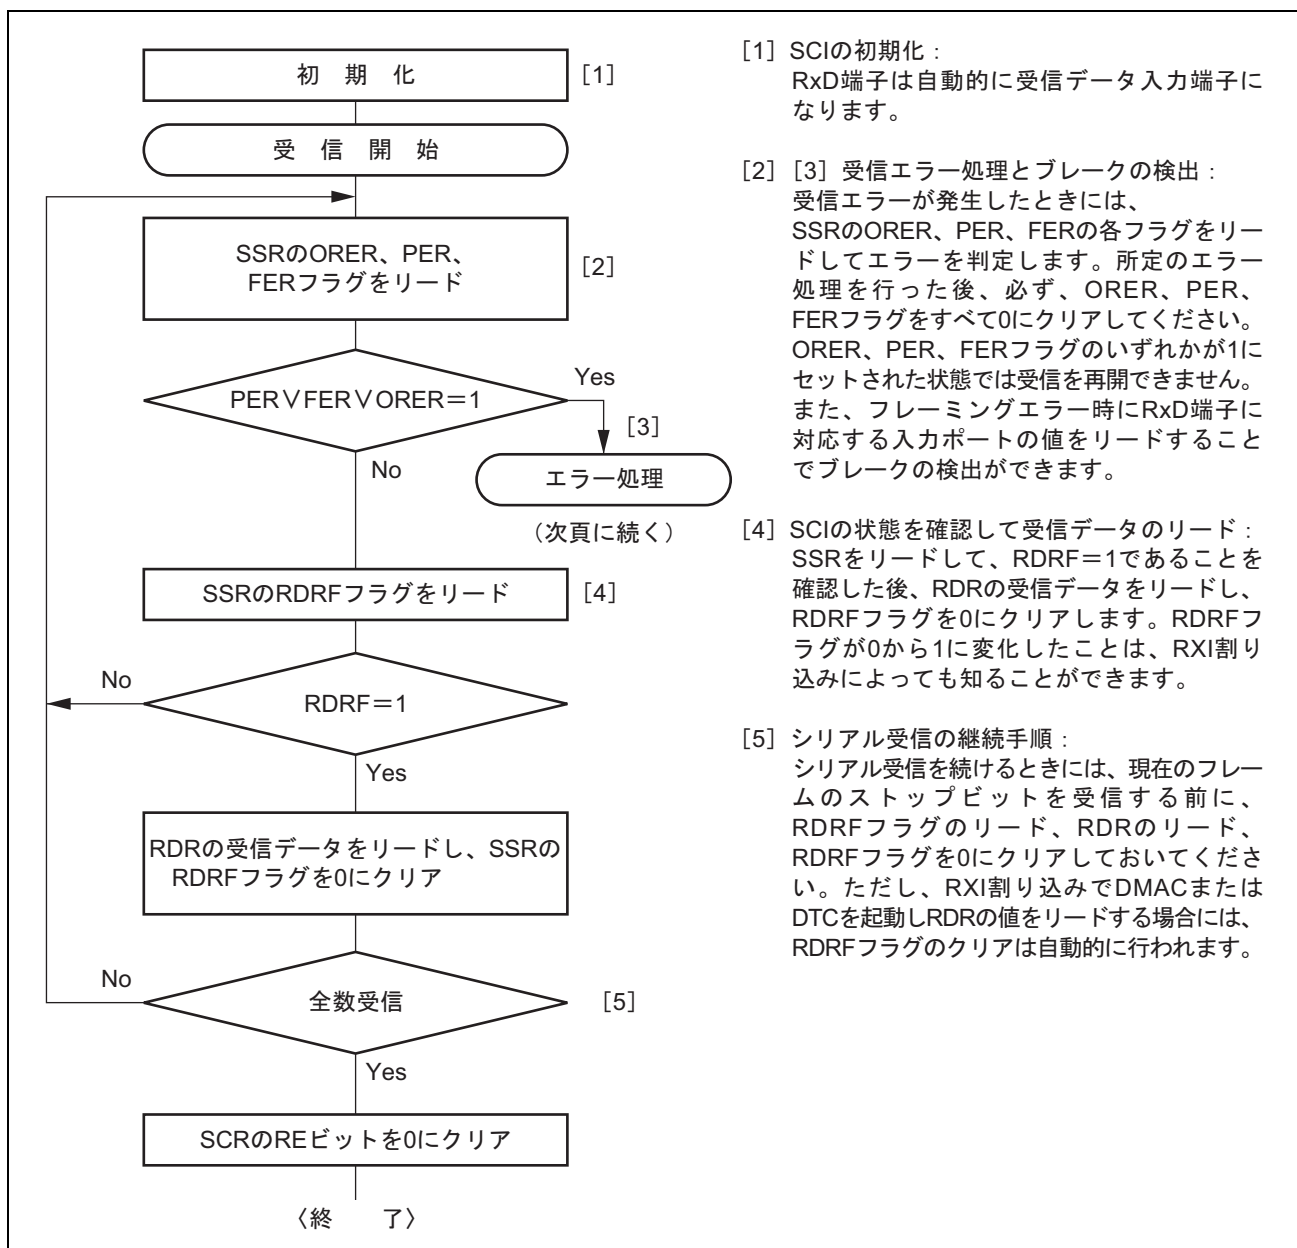 初　期　化
[1]
受　信　開　始
SSRのORER、PER、
FERフラグをリード
[2]
PER∨FER∨ORER＝1
Yes
[3]
No
エラー処理
（次頁に続く）
SSRのRDRFフラグをリード
[4]
No
RDRF＝1
Yes
RDRの受信データをリードし、SSRの
RDRFフラグを0にクリア
No
全数受信
[5]
Yes
SCRのREビットを0にクリア
〈終　　了〉
[1] SCIの初期化：
RxD端子は自動的に受信データ入力端子に
なります。
[2] [3] 受信エラー処理とブレークの検出：
受信エラーが発生したときには、
SSRのORER、PER、FERの各フラグをリー
ドしてエラーを判定します。所定のエラー
処理を行った後、必ず、ORER、PER、
FERフラグをすべて0にクリアしてください。
ORER、PER、FERフラグのいずれかが1に
セットされた状態では受信を再開できません。
また、フレーミングエラー時にRxD端子に
対応する入力ポートの値をリードすること
でブレークの検出ができます。
[4] SCIの状態を確認して受信データのリード：
SSRをリードして、RDRF＝1であることを
確認した後、RDRの受信データをリードし、
RDRFフラグを0にクリアします。RDRFフ
ラグが0から1に変化したことは、RXI割り
込みによっても知ることができます。
[5] シリアル受信の継続手順：
シリアル受信を続けるときには、現在のフレー
ムのストップビットを受信する前に、
RDRFフラグのリード、RDRのリード、
RDRFフラグを0にクリアしておいてくださ
い。ただし、RXI割り込みでDMACまたは
DTCを起動しRDRの値をリードする場合には、
RDRFフラグのクリアは自動的に行われます。